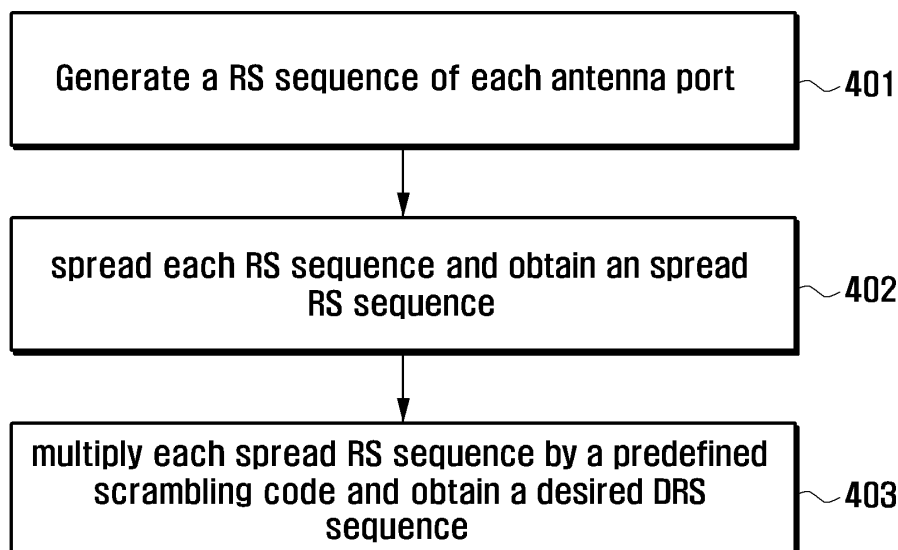 Generate a RS sequence of each antenna port
401
spread each RS sequence and obtain an spread
RS sequence
402
multiply each spread RS sequence by a predefined
scrambling code and obtain a desired DRS
sequence
403